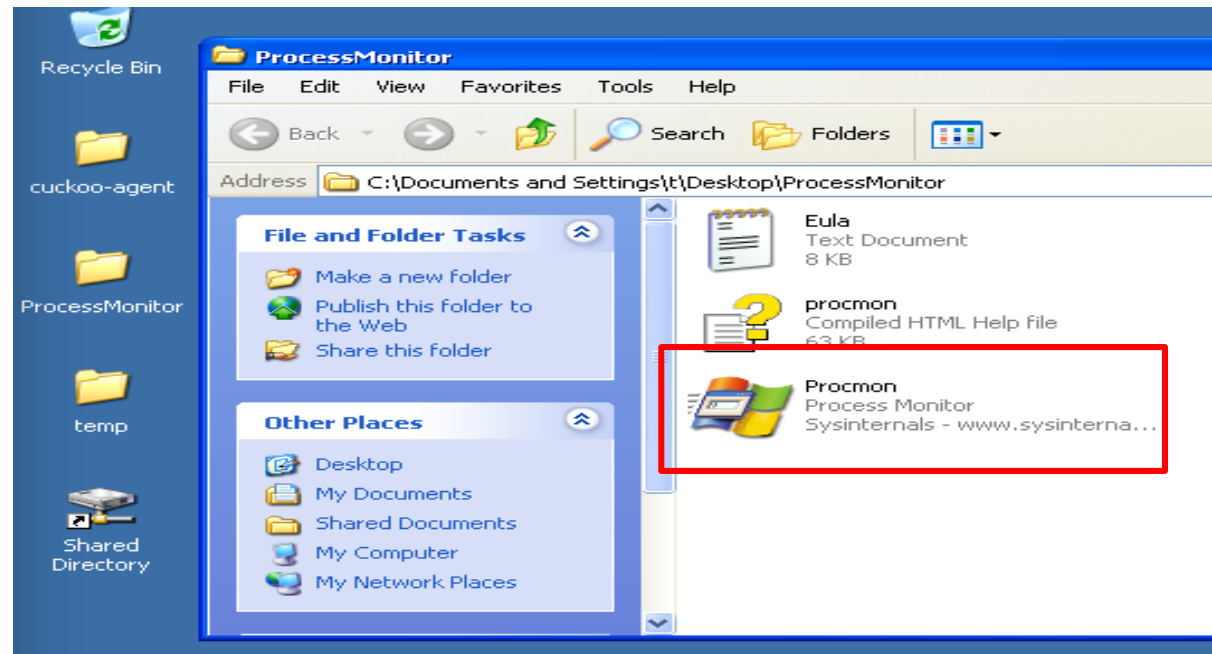 Recycle Bin
cuckoo-agent
ProcessMonitor
temp
Shared
Directory
ProcessMonitor
File Edit View Favorites Tools Help
Back Search Folders
Address C:\Documents and Settings\t\Desktop\ProcessMonitor
File and Folder Tasks
Make a new folder
Publish this folder to
the Web
Share this folder
Other Places
Desktop
My Documents
Shared Documents
My Computer
My Network Places
Eula
Text Document
8 KB
procmon
Compiled HTML Help file
63 KB
Procmon
Process Monitor
Sysinternals - www.sysinterna...